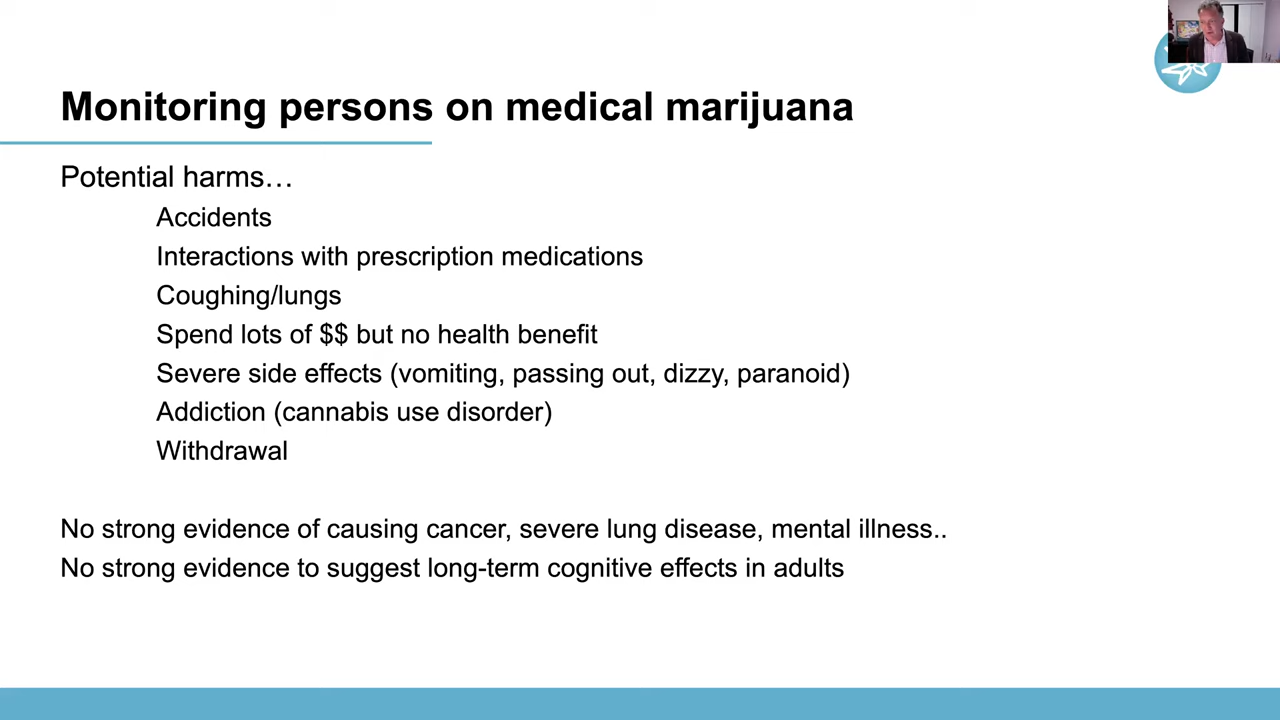 Monitoring persons on medical marijuana
Potential harms…
Accidents
Interactions with prescription medications
Coughing/lungs
Spend lots of $$ but no health benefit
Severe side effects (vomiting, passing out, dizzy, paranoid)
Addiction (cannabis use disorder)
Withdrawal
No strong evidence of causing cancer, severe lung disease, mental illness..
No strong evidence to suggest long-term cognitive effects in adults